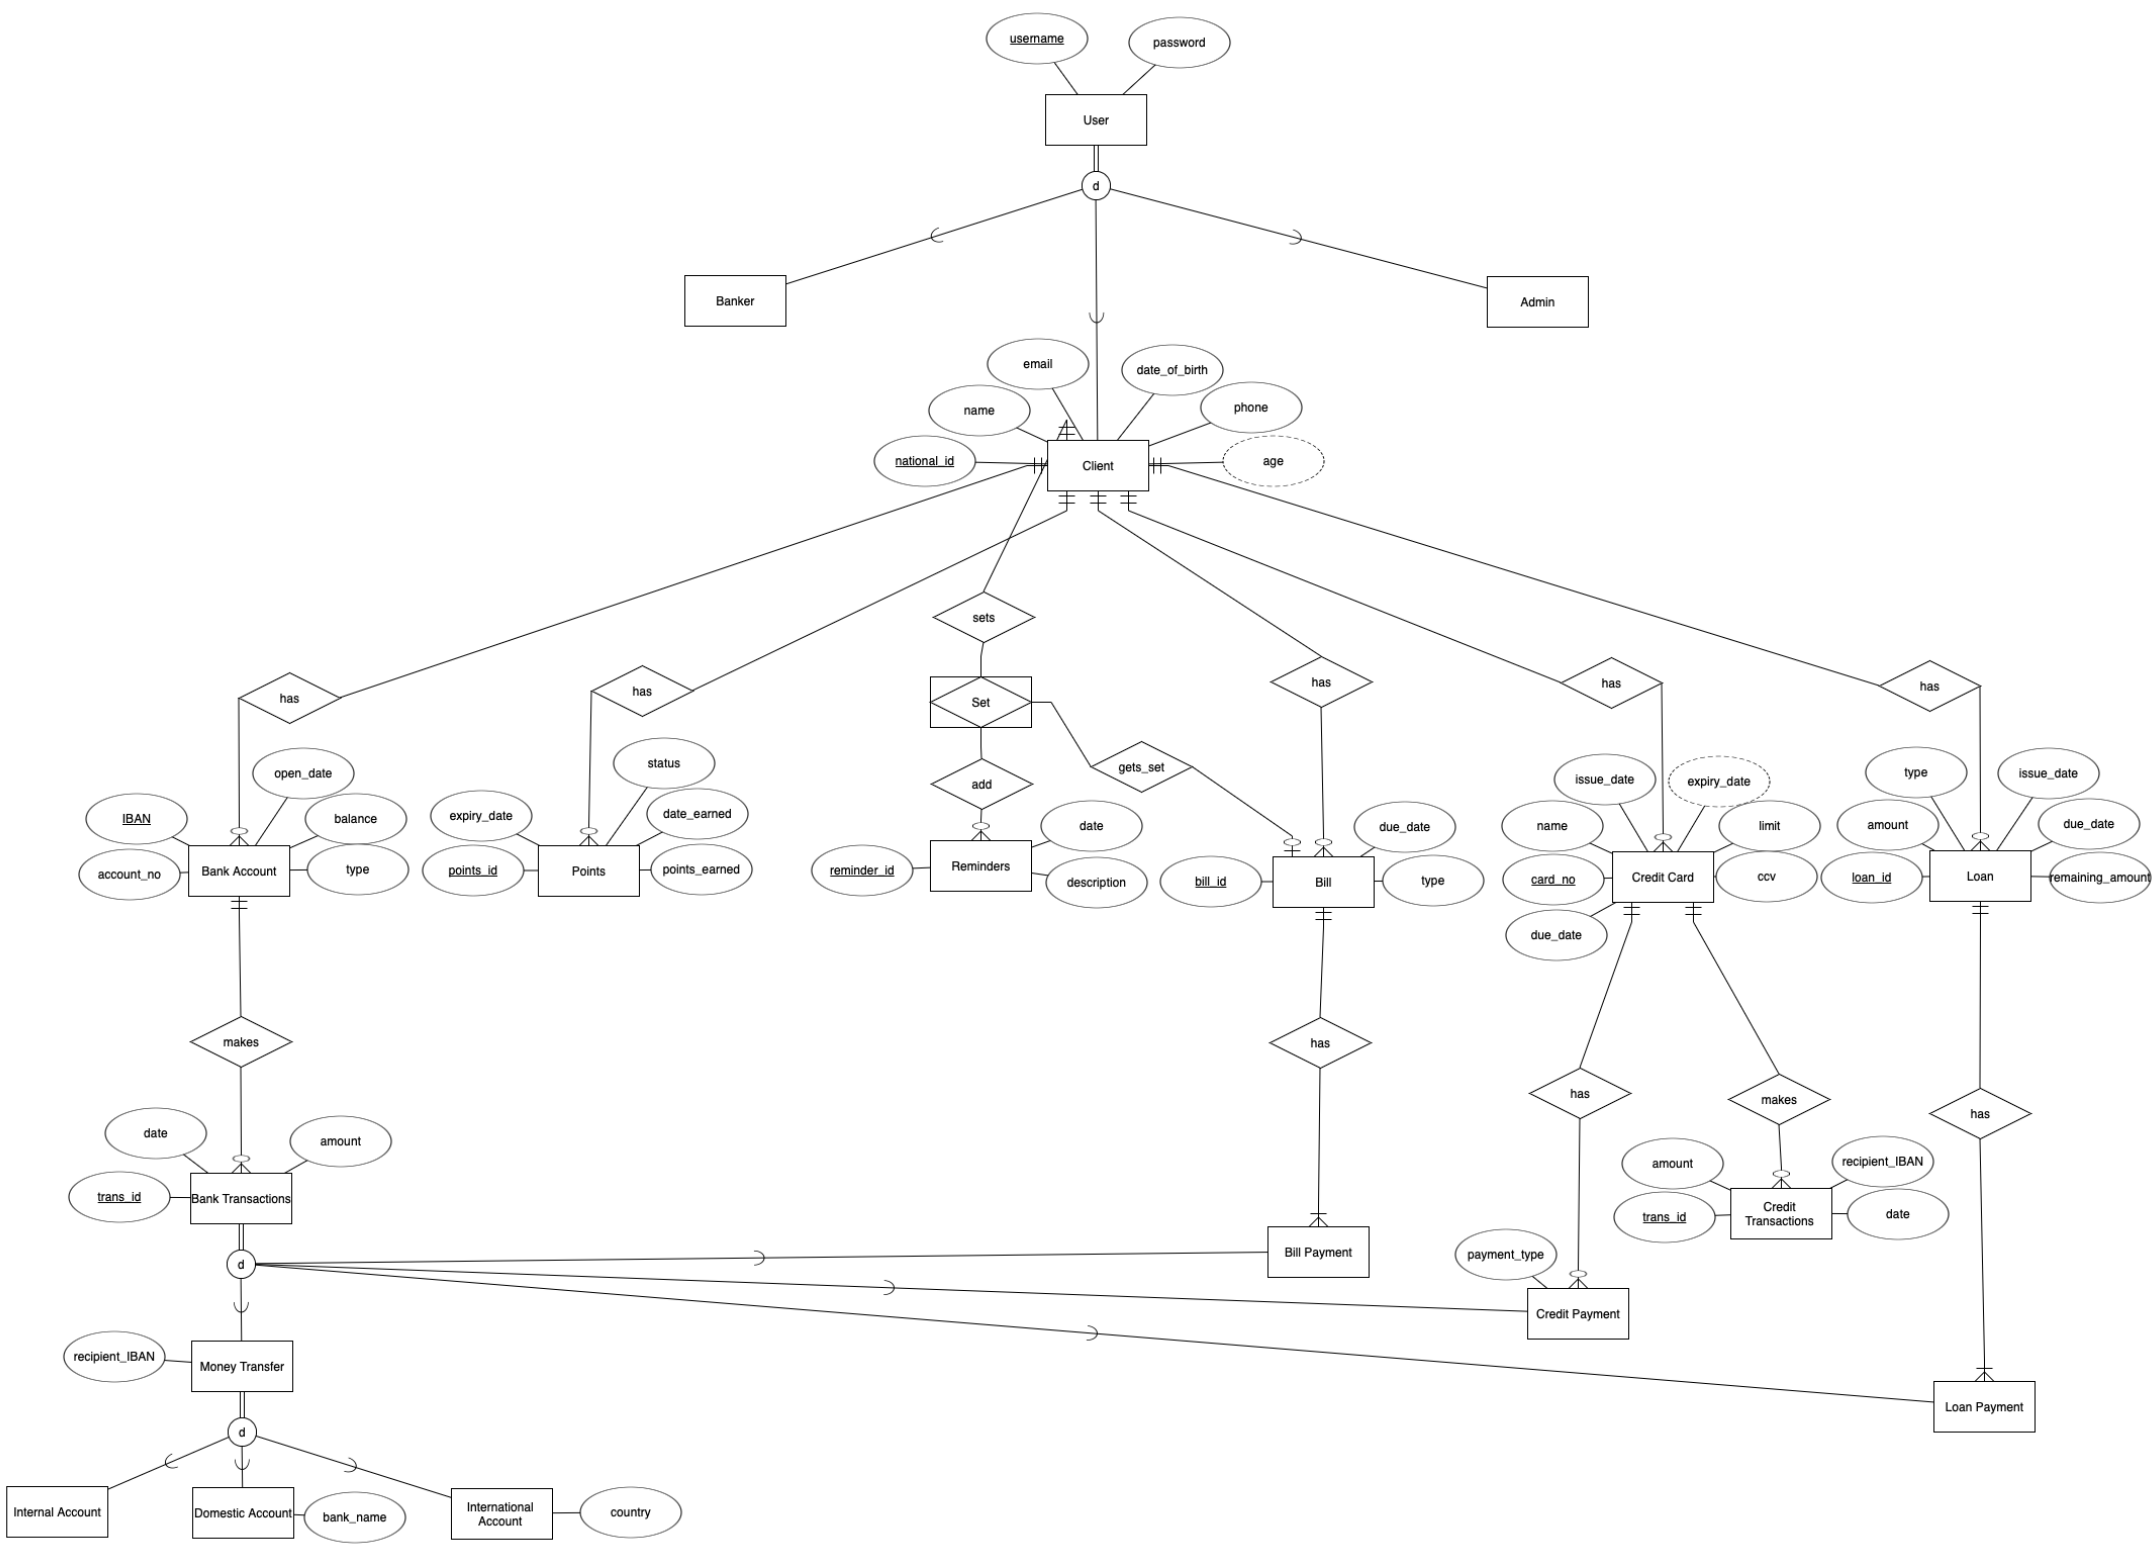 username
password
User
d
Banker
Admin
email
date_of_birth
name
phone
national_id
Client
age
sets
has
has
Set
has
has
has
gets_set
add
open_date
status
issue_date
expiry_date
type
issue_date
IBAN
balance
expiry_date
date_earned
date
due_date
name
limit
amount
due_date
account_no
Bank Account
type
points_id
Points
points_earned
reminder_id
Reminders
description
bill_id
Bill
type
card_no
Credit Card
ccv
loan_id
Loan
remaining_amount
due_date
makes
has
has
makes
has
date
amount
trans_id
Bank Transactions
amount
recipient_IBAN
trans_id
Credit
Transactions
date
d
Bill Payment
payment_type
Credit Payment
recipient_IBAN
Money Transfer
Loan Payment
d
Internal Account
Domestic Account
bank_name
International
Account
country